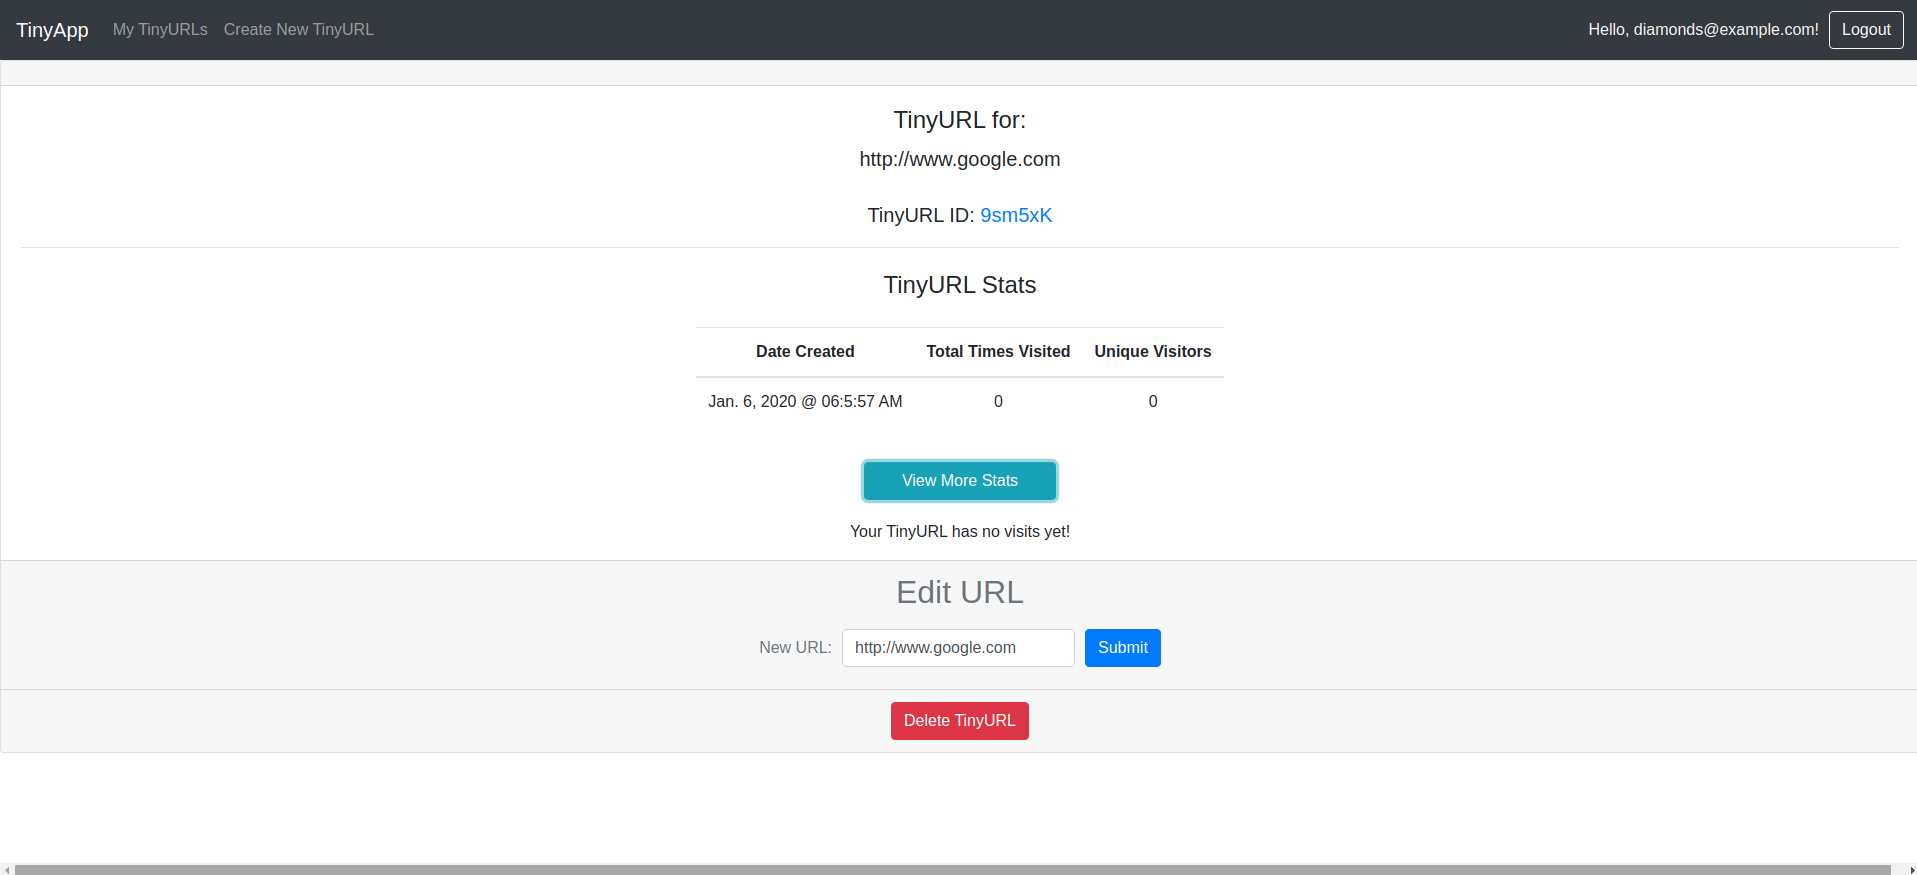 TinyApp My TinyURLs Create New TinyURL Hello, diamonds@example.com! Logout
TinyURL for:
http://www.google.com
TinyURL ID: 9sm5xK
TinyURL Stats
Date Created Total Times Visited Unique Visitors
Jan. 6, 2020 @ 06:5:57 AM 0 0
View More Stats
Your TinyURL has no visits yet!
Edit URL
New URL: http://www.google.com Submit
Delete TinyURL